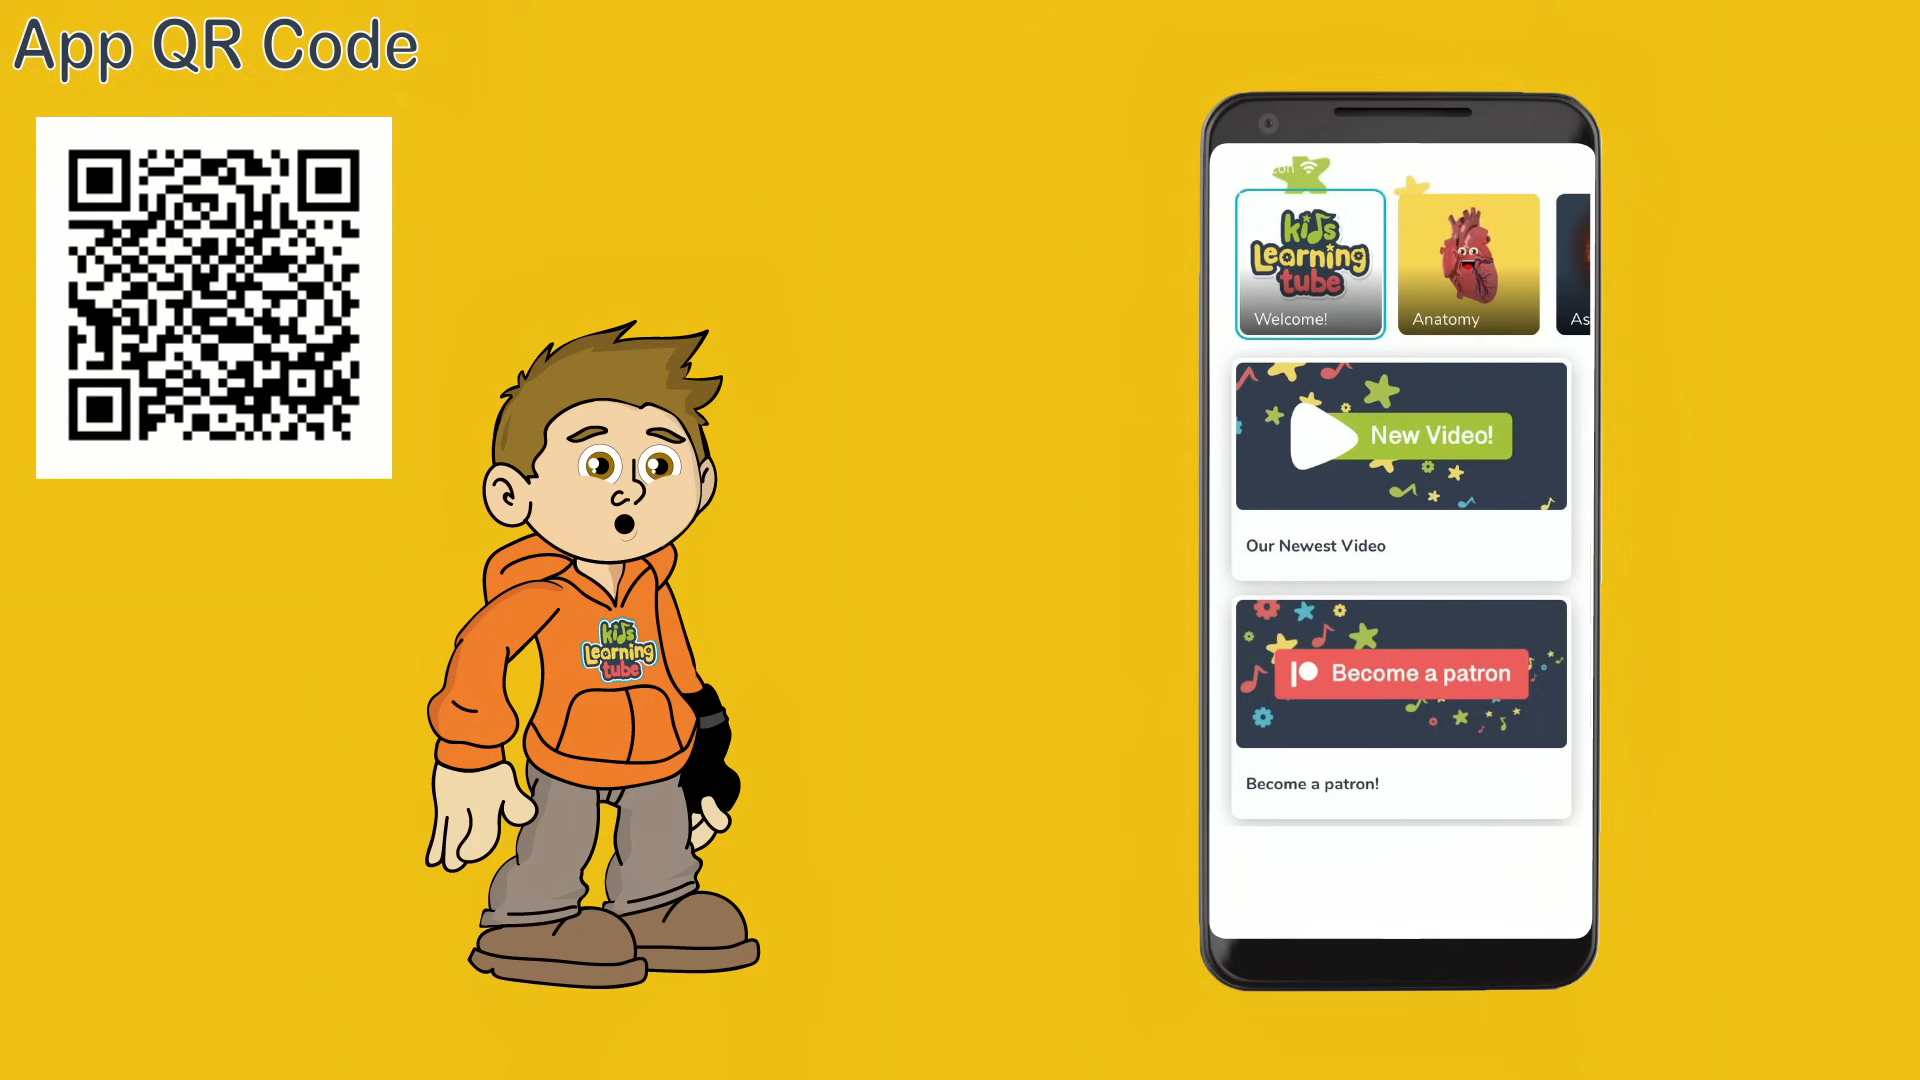 App QR Code
kids
Learning
tube
Welcome!
Anatomy
As
New Video!
Our Newest Video
Become a patron
Become a patron!
kids
Learning
tube